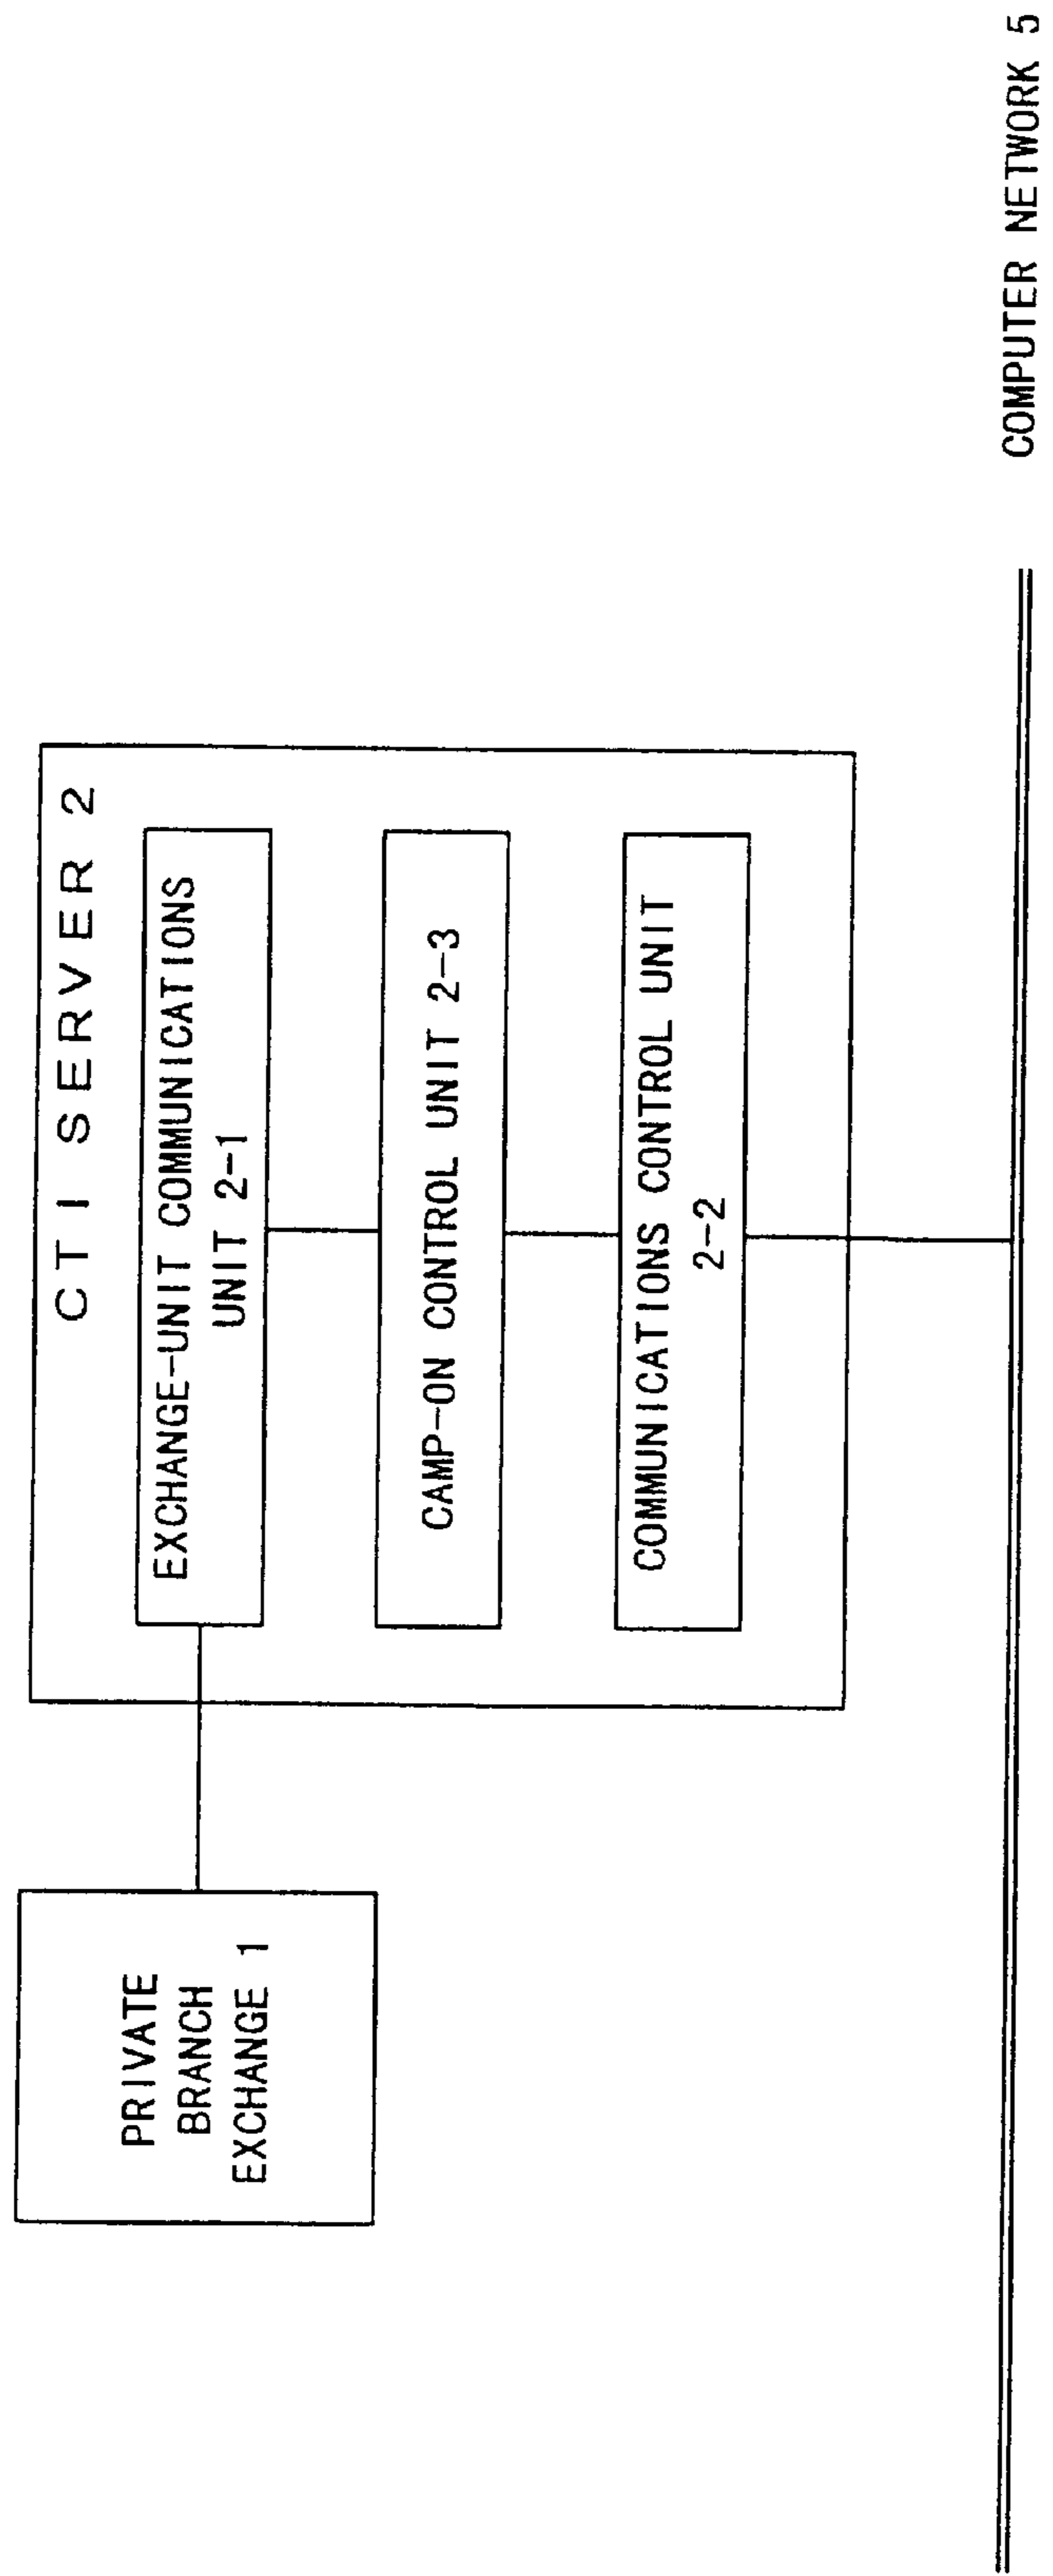 CTI SERVER 2
PRIVATE
BRANCH
EXCHANGE 1
EXCHANGE-UNIT COMMUNICATIONS
UNIT 2-1
CAMP-ON CONTROL UNIT 2-3
COMMUNICATIONS CONTROL UNIT
2-2
COMPUTER NETWORK 5